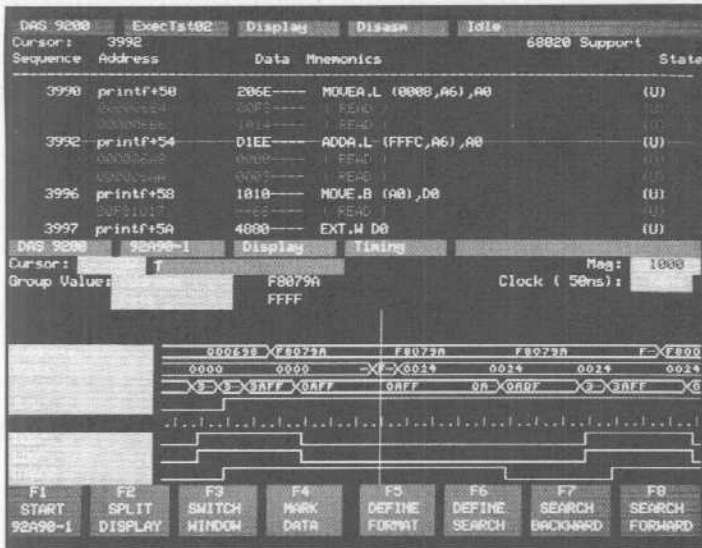 DAS 9200 ExecTst02 Display Disasm Idle
Cursor: 3992 68020 Support
Sequence Address Data Mnemonics State
3990 printf+50 206E---- MOVEA.L (0008,A6),A0 (U)
( READ )
( READ )
3992 printf+54 D1EE---- ADDA.L (FFFC,A6),A0 (U)
0000---- ( READ )
0003---- ( READ )
3996 printf+58 1010---- MOVE.B (A0),D0 (U)
( READ )
3997 printf+5A 4880---- EXT.W D0 (U)
DAS 9200 92A90-1 Display Timing
Cursor: T Mag: 1000
Group Value: F8079A Clock ( 50ns):
FFFF
000698 F8079A F8079A F8079A F- F800
0000 0000 -F- 0024 0024 0024 0024
3- 3- 3AFF 0AFF 0AFF 0A- 0ADF 3- 3AFF 0
F1 F2 F3 F4 F5 F6 F7 F8
START SPLIT SWITCH MARK DEFINE DEFINE SEARCH SEARCH
92A90-1 DISPLAY WINDOW DATA FORMAT SEARCH BACKWARD FORWARD